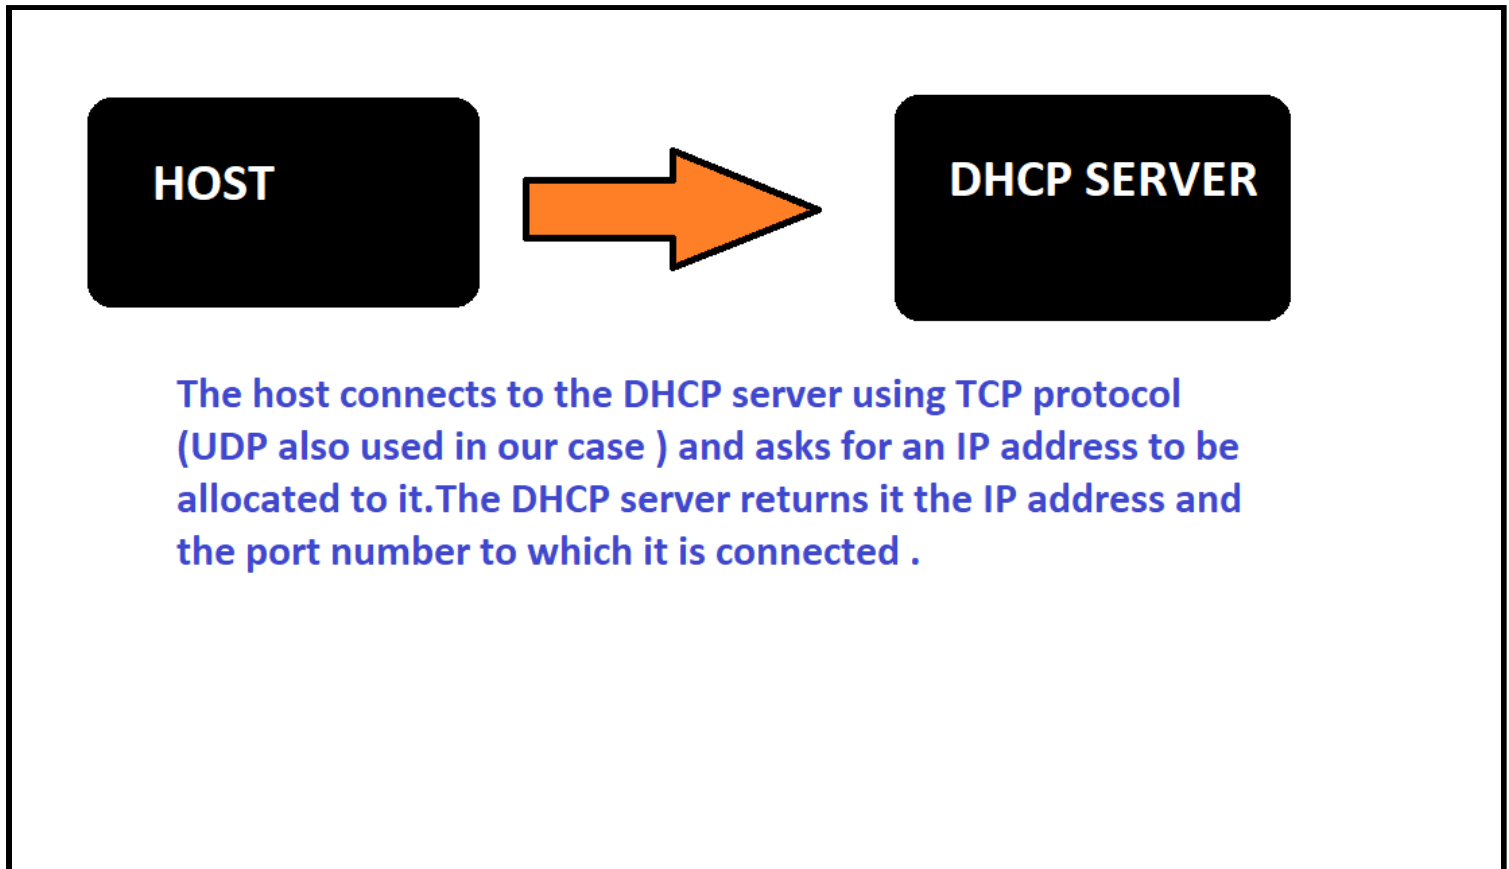 HOST
DHCP SERVER
The host connects to the DHCP server using TCP protocol
(UDP also used in our case ) and asks for an IP address to be
allocated to it.The DHCP server returns it the IP address and
the port number to which it is connected .